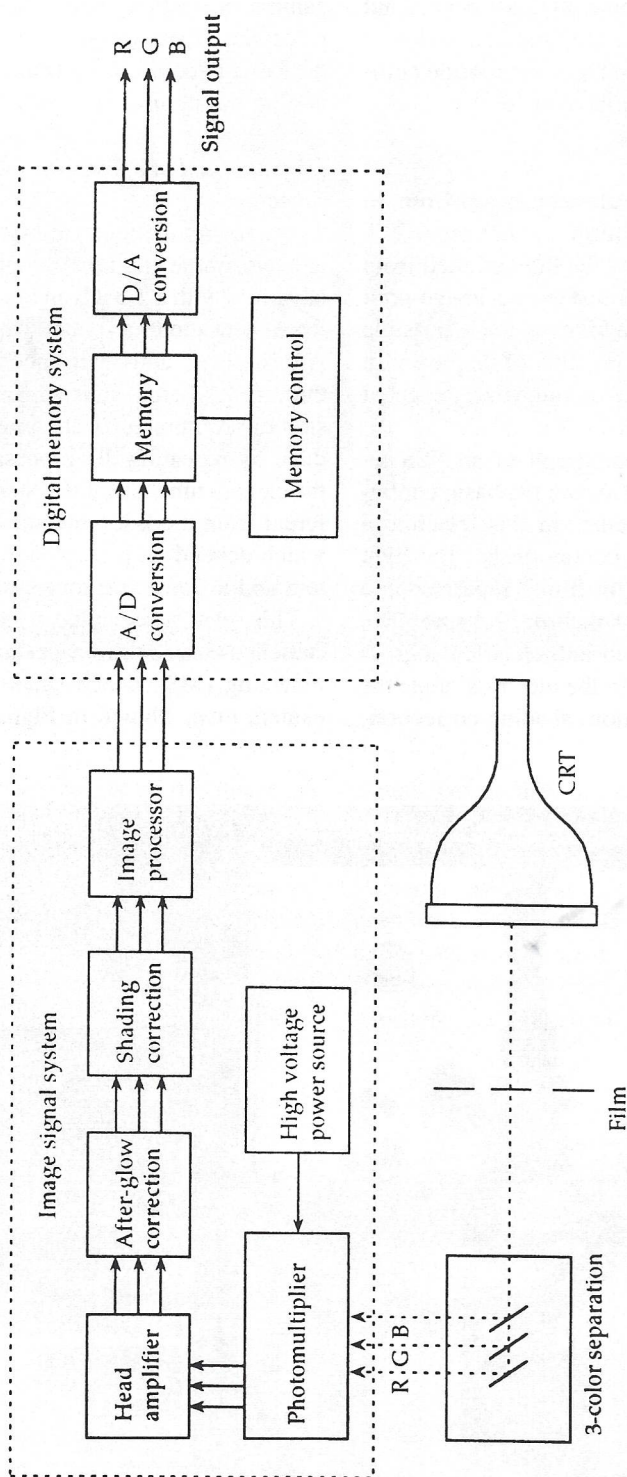 Image signal system
Head
amplifier
After-glow
correction
Shading
correction
Image
processor
Photomultiplier
High voltage
power source
Digital memory system
A/D
conversion
Memory
D/A
conversion
Memory control
R
G
B
Signal output
R G B
3-color separation
Film
CRT